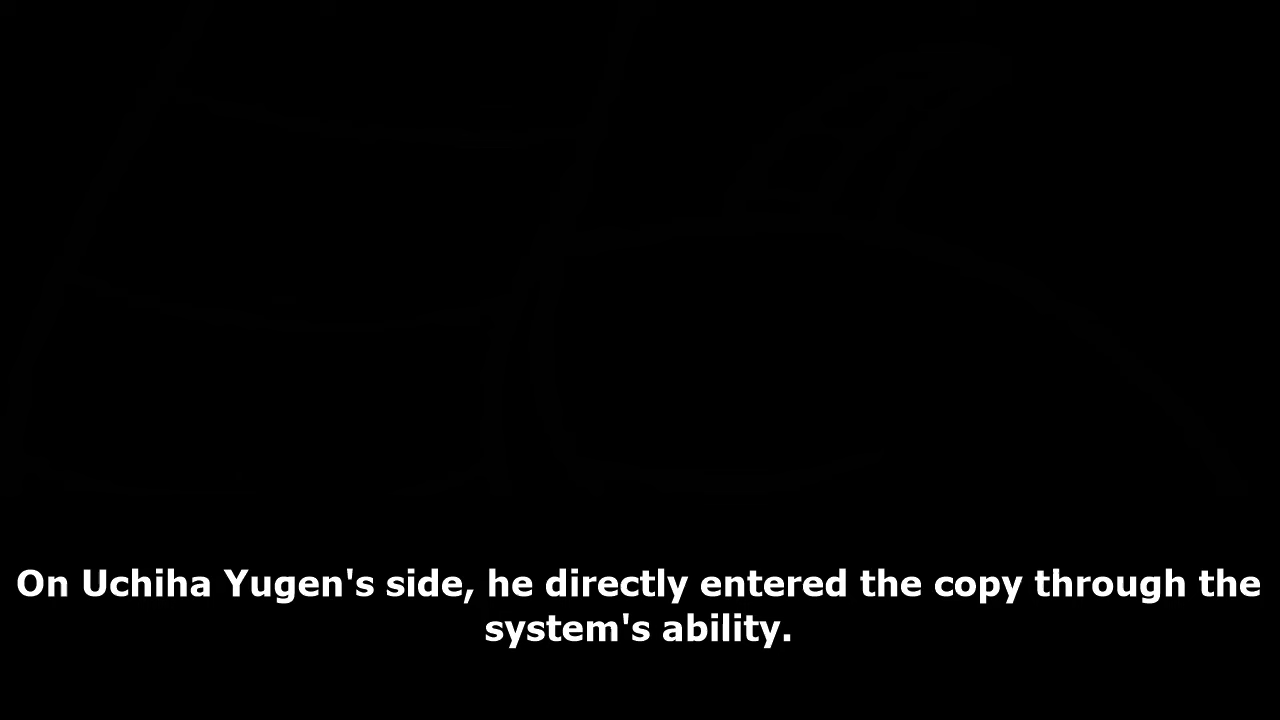 On Uchiha Yugen's side, he directly entered the copy through the
system's ability.